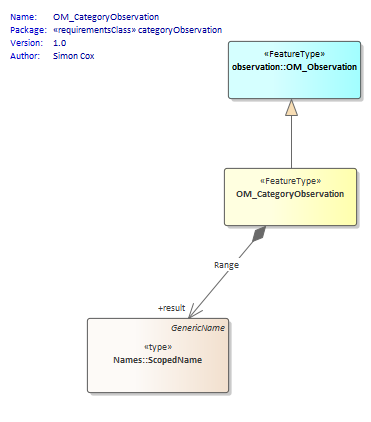 Name: OM_CategoryObservation
Package: «requirementsClass» categoryObservation
Version: 1.0
Author: Simon Cox
«FeatureType»
observation::OM_Observation
«FeatureType»
OM_CategoryObservation
Range
+result
GenericName
«type»
Names::ScopedName